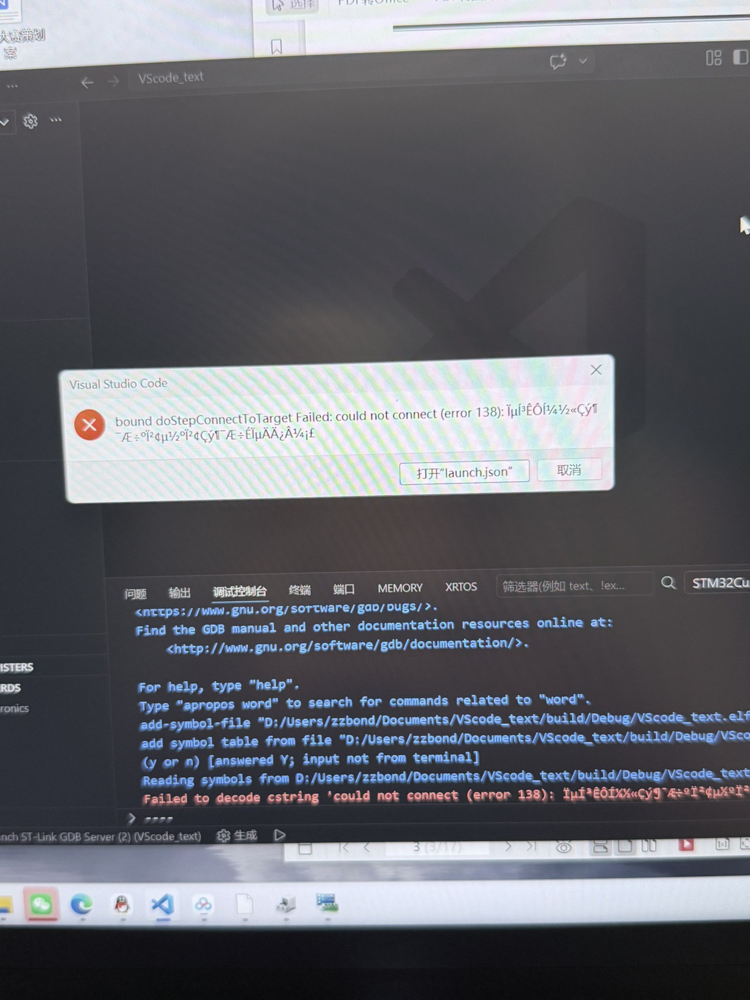 选择
大赛策划
案
VScode_text
Visual Studio Code
bound doStepConnectToTarget Failed: could not connect (error 138): ÏµÍ³ÊÔÍ¼½«Çý¶
¯Æ÷ºÏ²¢µ½ºÏ²¢Çý¶¯Æ÷ÉÏµÄÄ¿Â¼¡£
打开“launch.json”
取消
问题 输出 调试控制台 终端 端口 MEMORY XRTOS 筛选器(例如 text、!ex... STM32Cu
<https://www.gnu.org/software/gdb/bugs/>.
Find the GDB manual and other documentation resources online at:
<http://www.gnu.org/software/gdb/documentation/>.
For help, type "help".
Type "apropos word" to search for commands related to "word".
add-symbol-file "D:/Users/zzbond/Documents/VScode_text/build/Debug/VScode_text.elf
add symbol table from file "D:/Users/zzbond/Documents/VScode_text/build/Debug/VSco
(y or n) [answered Y; input not from terminal]
Reading symbols from D:/Users/zzbond/Documents/VScode_text/build/Debug/VScode_text
Failed to decode cstring 'could not connect (error 138): ÏµÍ³ÊÔÍ¼½«Çý¶¯Æ÷ºÏ²¢µ½ºÏ²
ISTERS
RDS
ronics
nch ST-Link GDB Server (2) (VScode_text) 生成
3 (3/17)